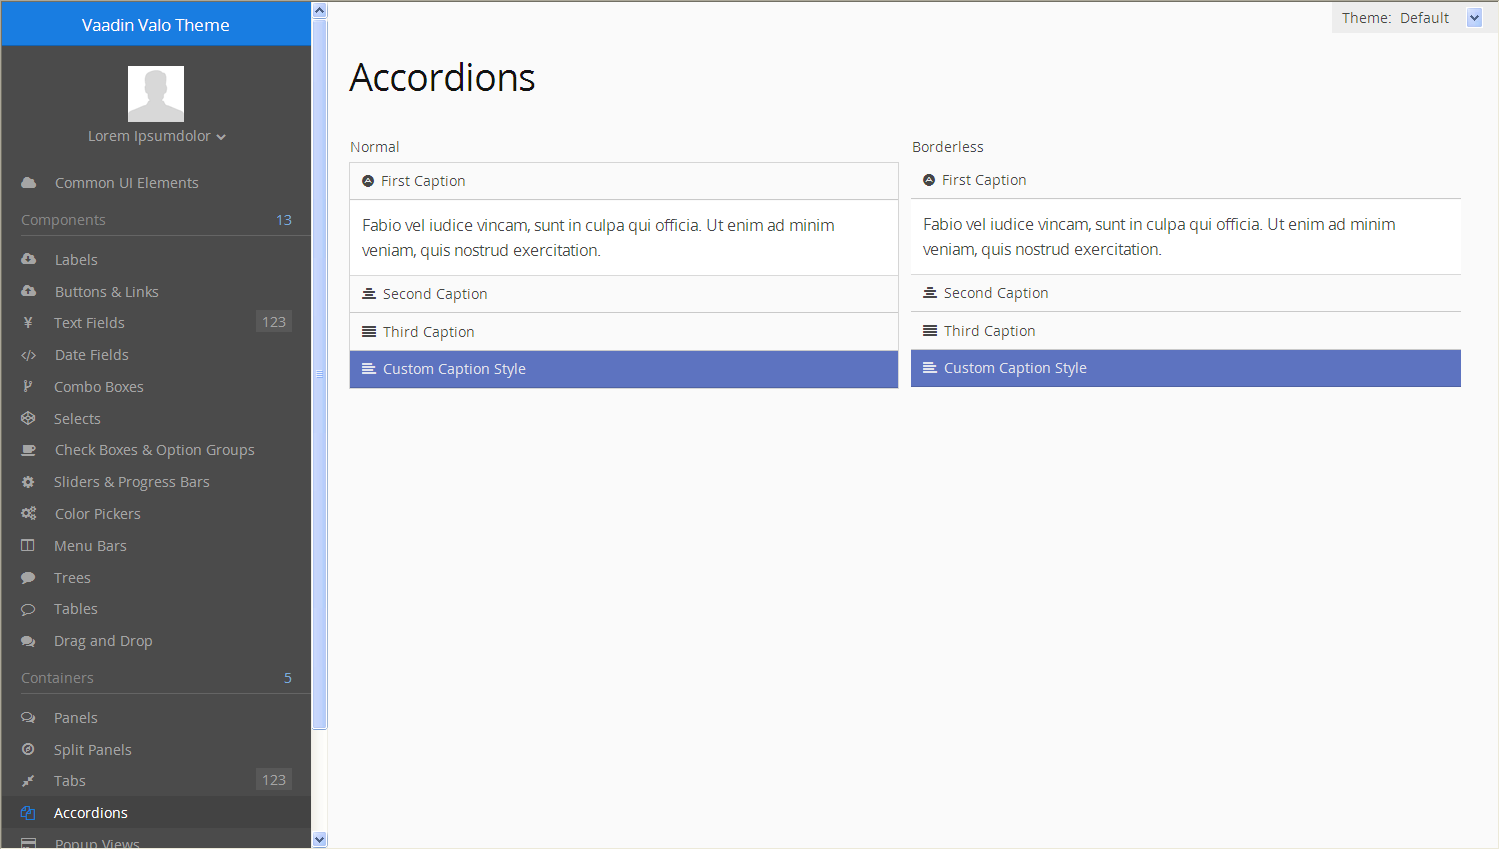 Vaadin Valo Theme
Lorem Ipsumdolor
Common UI Elements
Components 13
Labels
Buttons & Links
Text Fields 123
Date Fields
Combo Boxes
Selects
Check Boxes & Option Groups
Sliders & Progress Bars
Color Pickers
Menu Bars
Trees
Tables
Drag and Drop
Containers 5
Panels
Split Panels
Tabs 123
Accordions
Popup Views
Theme: Default
Accordions
Normal
First Caption
Fabio vel iudice vincam, sunt in culpa qui officia. Ut enim ad minim
veniam, quis nostrud exercitation.
Second Caption
Third Caption
Custom Caption Style
Borderless
First Caption
Fabio vel iudice vincam, sunt in culpa qui officia. Ut enim ad minim
veniam, quis nostrud exercitation.
Second Caption
Third Caption
Custom Caption Style